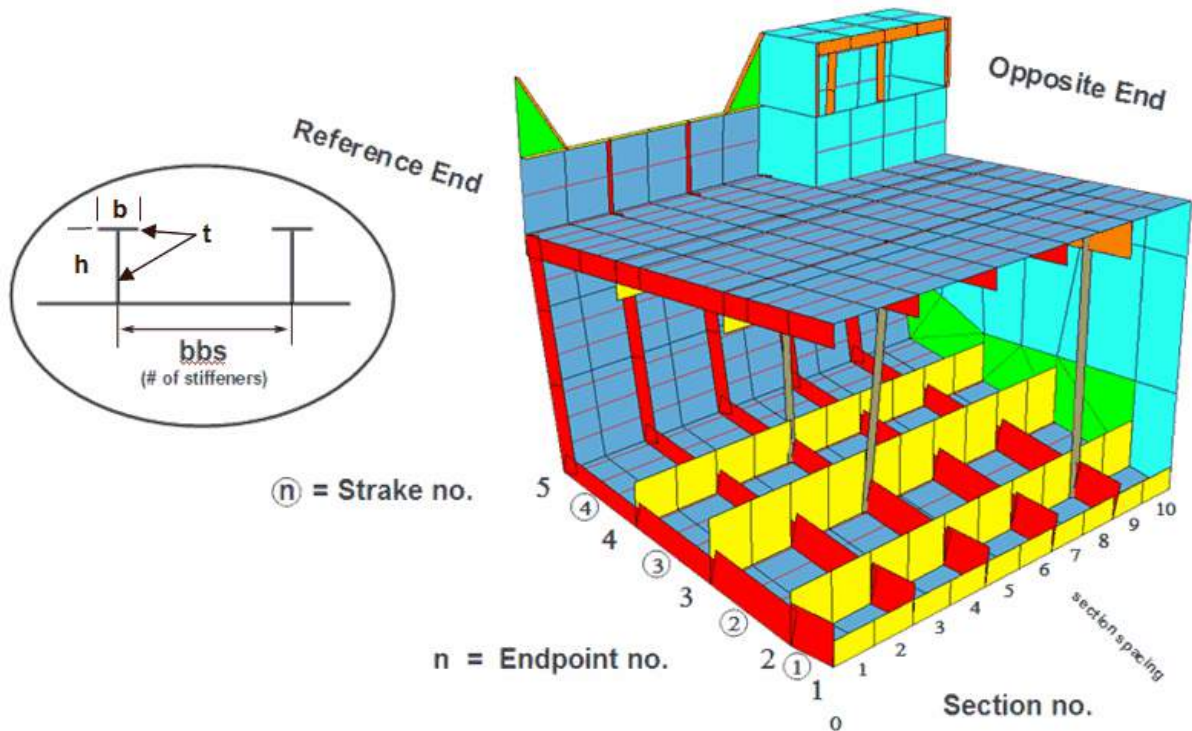 Reference End
Opposite End
b
t
h
bbs
(# of stiffeners)
ⓝ = Strake no.
n = Endpoint no.
5
④
4
③
3
②
2
①
1
0
1
2
3
4
5
6
7
8
9
10
section spacing
Section no.